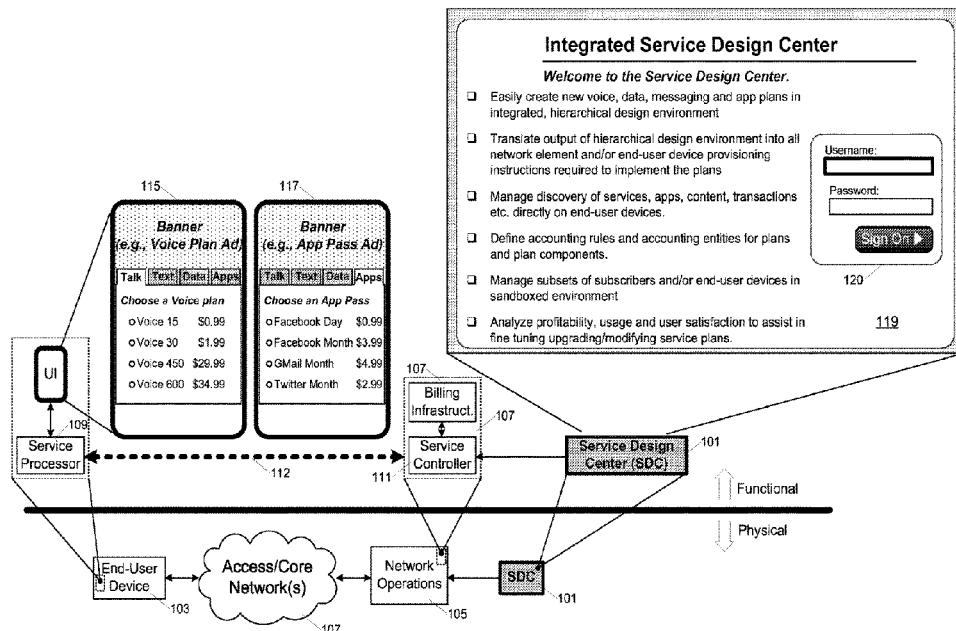 Integrated Service Design Center
Welcome to the Service Design Center.
Easily create new voice, data, messaging and app plans in
integrated, hierarchical design environment
Translate output of hierarchical design environment into all
network element and/or end-user device provisioning
instructions required to implement the plans
Manage discovery of services, apps, content, transactions
etc. directly on end-user devices.
Define accounting rules and accounting entities for plans
and plan components.
Manage subsets of subscribers and/or end-user devices in
sandboxed environment
Analyze profitability, usage and user satisfaction to assist in
fine tuning upgrading/modifying service plans.
Username:
Password:
Sign On
120
119
115
117
Banner
(e.g., Voice Plan Ad)
Talk Text Data Apps
Choose a Voice plan
Voice 15 $0.99
Voice 30 $1.99
Voice 450 $29.99
Voice 600 $34.99
Banner
(e.g., App Pass Ad)
Talk Text Data Apps
Choose an App Pass
Facebook Day $0.99
Facebook Month $3.99
GMail Month $4.99
Twitter Month $2.99
UI
109
Service
Processor
112
107
Billing
Infrastruct.
107
111
Service
Controller
Service Design
Center (SDC)
101
Functional
Physical
End-User
Device
103
Access/Core
Network(s)
107
Network
Operations
105
SDC
101